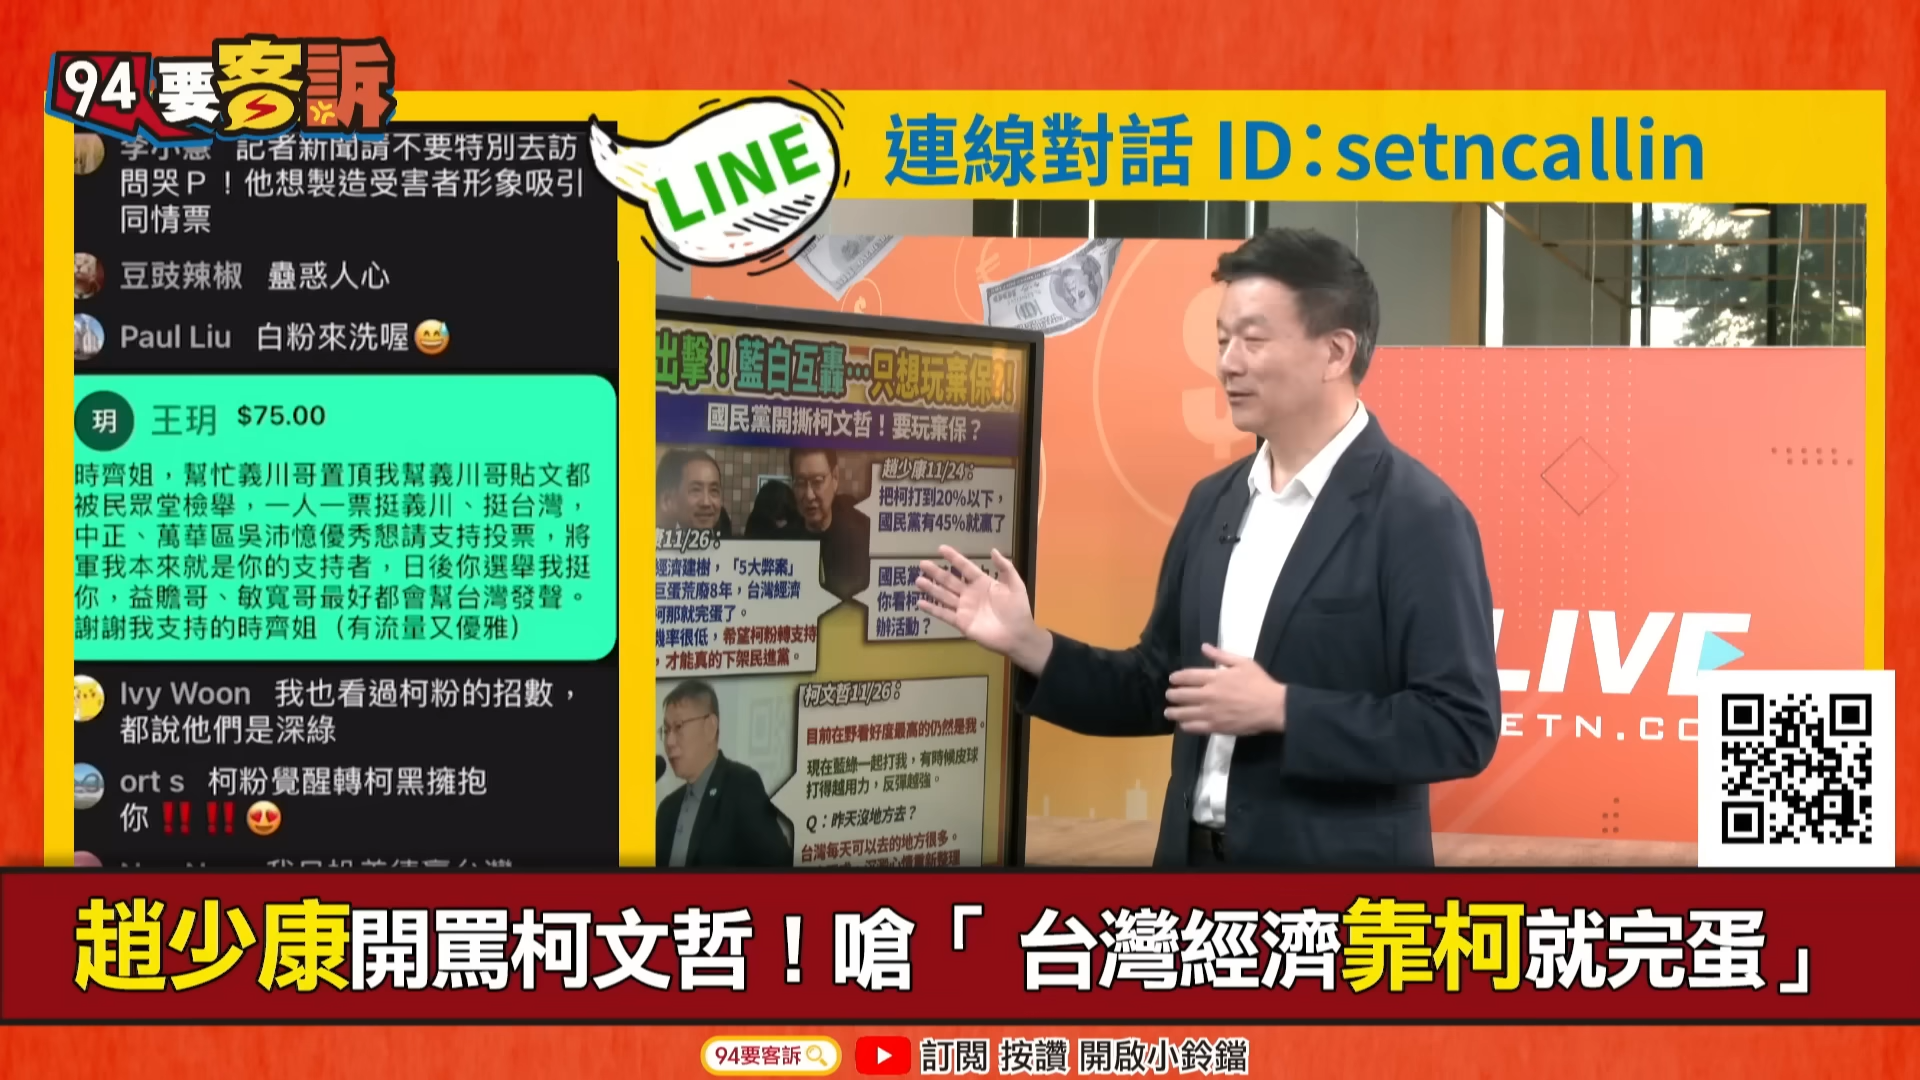 94要客訴
LINE
連線對話 ID：setncallin
李小慧 記者新聞請不要特別去訪
問哭P！他想製造受害者形象吸引
同情票
豆豉辣椒 蠱惑人心
Paul Liu 白粉來洗喔😅
玥 王玥 $75.00
時齊姐，幫忙義川哥置頂我幫義川哥貼文都
被民眾堂檢舉，一人一票挺義川、挺台灣，
中正、萬華區吳沛憶優秀懇請支持投票，將
軍我本來就是你的支持者，日後你選舉我挺
你，益贍哥、敏寬哥最好都會幫台灣發聲。
謝謝我支持的時齊姐（有流量又優雅）
Ivy Woon 我也看過柯粉的招數，
都說他們是深綠
ort s 柯粉覺醒轉柯黑擁抱
你‼️‼️😍
出擊！藍白互轟…只想玩棄保?!
國民黨開撕柯文哲！要玩棄保？
趙少康11/24：
把柯打到20%以下，
國民黨有45%就贏了
國民黨
你看柯
辦活動？
11/26：
經濟建樹，「5大弊案」
巨蛋荒廢8年，台灣經濟
柯那就完蛋了。
機率很低，希望柯粉轉支持
，才能真的下架民進黨。
柯文哲11/26：
目前在野看好度最高的仍然是我。
現在藍綠一起打我，有時候皮球
打得越用力，反彈越強。
Q：昨天沒地方去？
台灣每天可以去的地方很多。
LIVE
ETN.CO
趙少康開罵柯文哲！嗆「台灣經濟靠柯就完蛋」
94要客訴
訂閱 按讚 開啟小鈴鐺